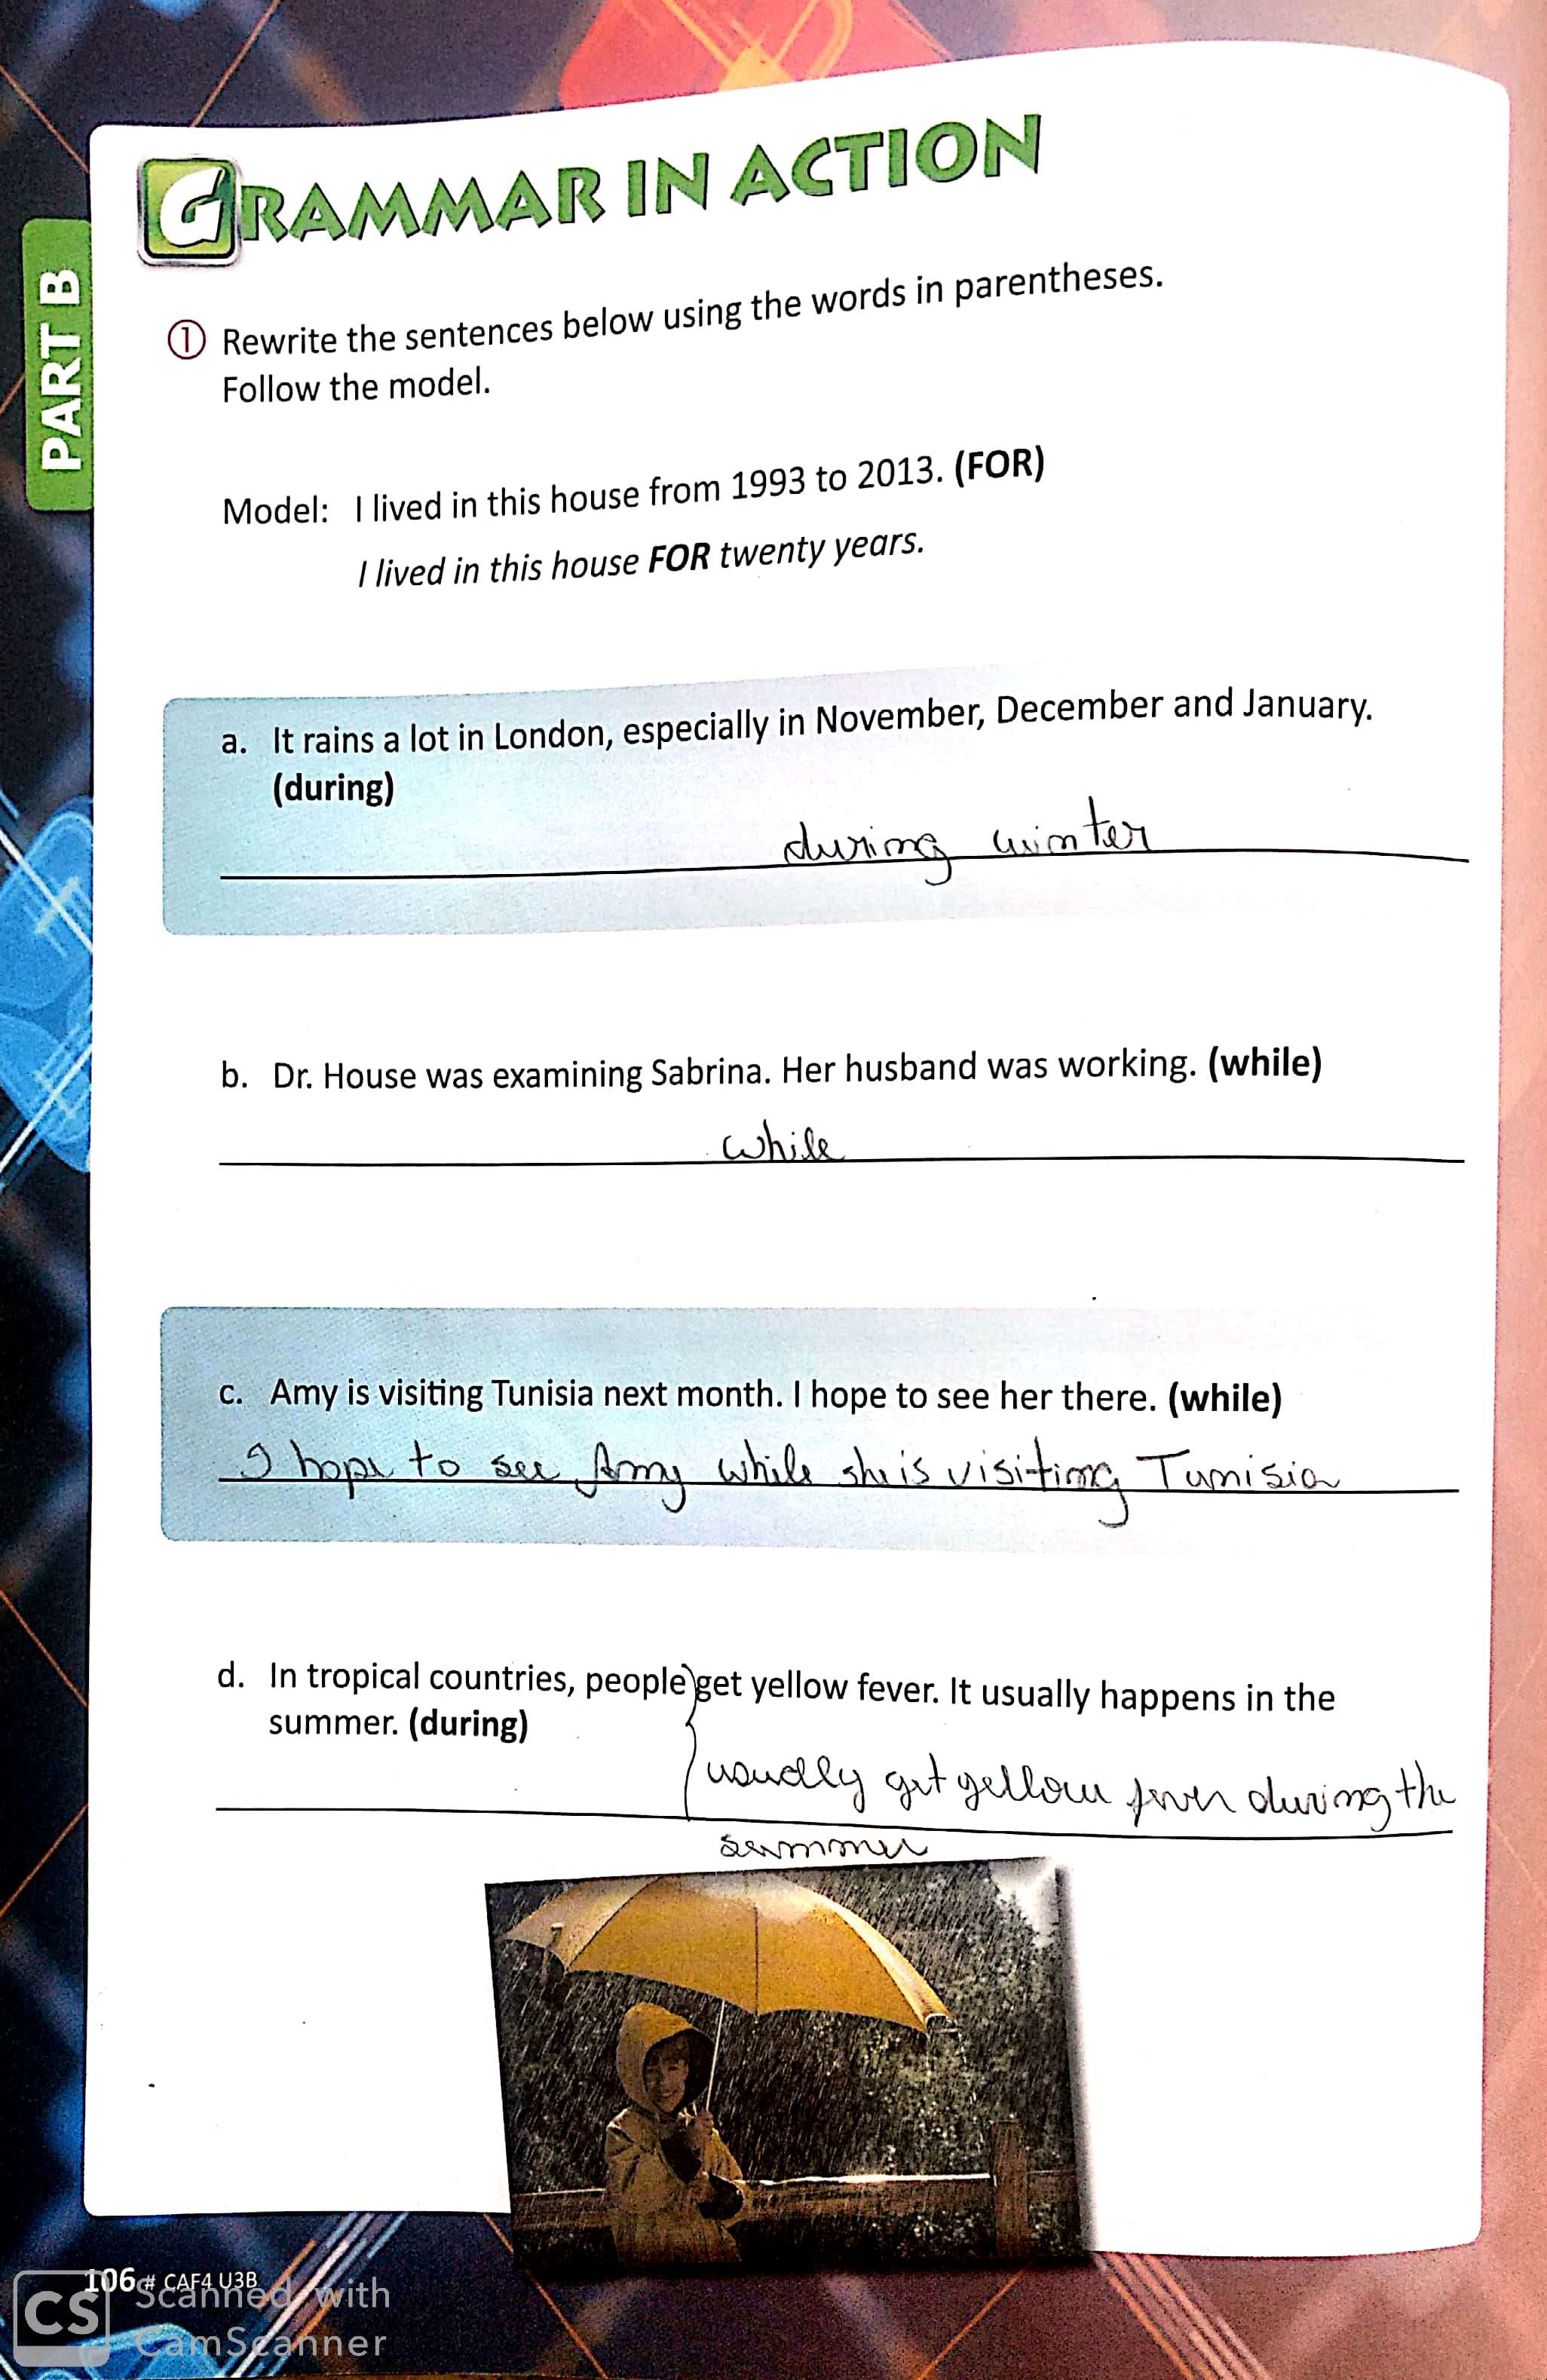 GRAMMAR IN ACTION
PART B
① Rewrite the sentences below using the words in parentheses.
Follow the model.
Model: I lived in this house from 1993 to 2013. (FOR)
I lived in this house FOR twenty years.
a. It rains a lot in London, especially in November, December and January.
(during)
during winter
b. Dr. House was examining Sabrina. Her husband was working. (while)
while
c. Amy is visiting Tunisia next month. I hope to see her there. (while)
I hope to see Amy while she is visiting Tunisia
d. In tropical countries, people get yellow fever. It usually happens in the
summer. (during)
usually get yellow fever during the
summer
106 # CAF4 U3B
CS Scanned with
CamScanner